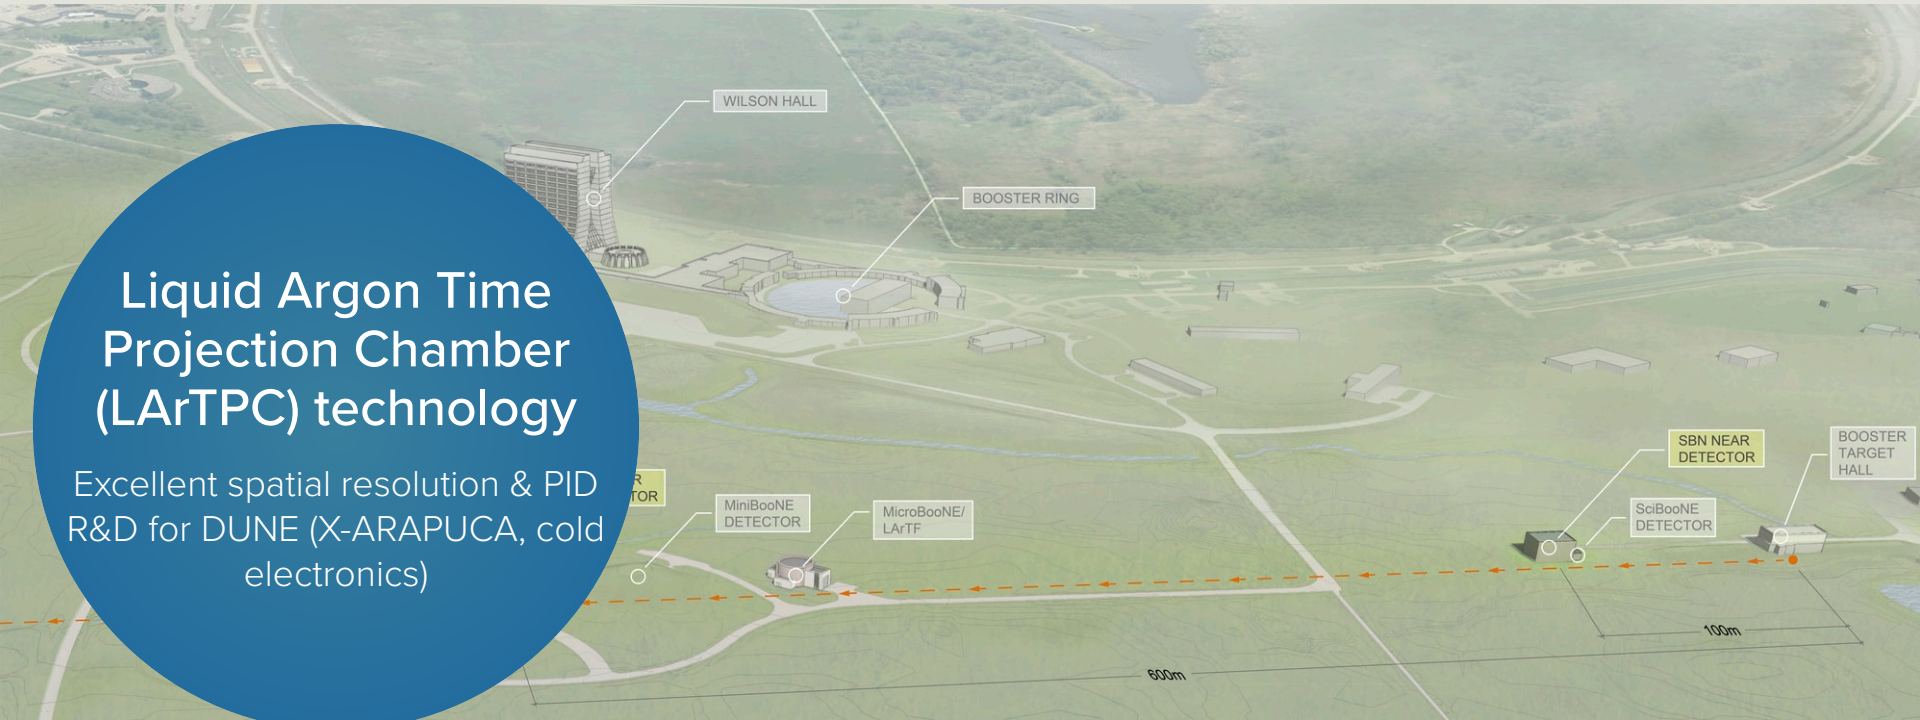 WILSON HALL
BOOSTER RING
Liquid Argon Time
Projection Chamber
(LArTPC) technology
Excellent spatial resolution & PID
R&D for DUNE (X-ARAPUCA, cold
electronics)
MiniBooNE
DETECTOR
MicroBooNE/
LArTF
SBN NEAR
DETECTOR
SciBooNE
DETECTOR
BOOSTER
TARGET
HALL
100m
600m